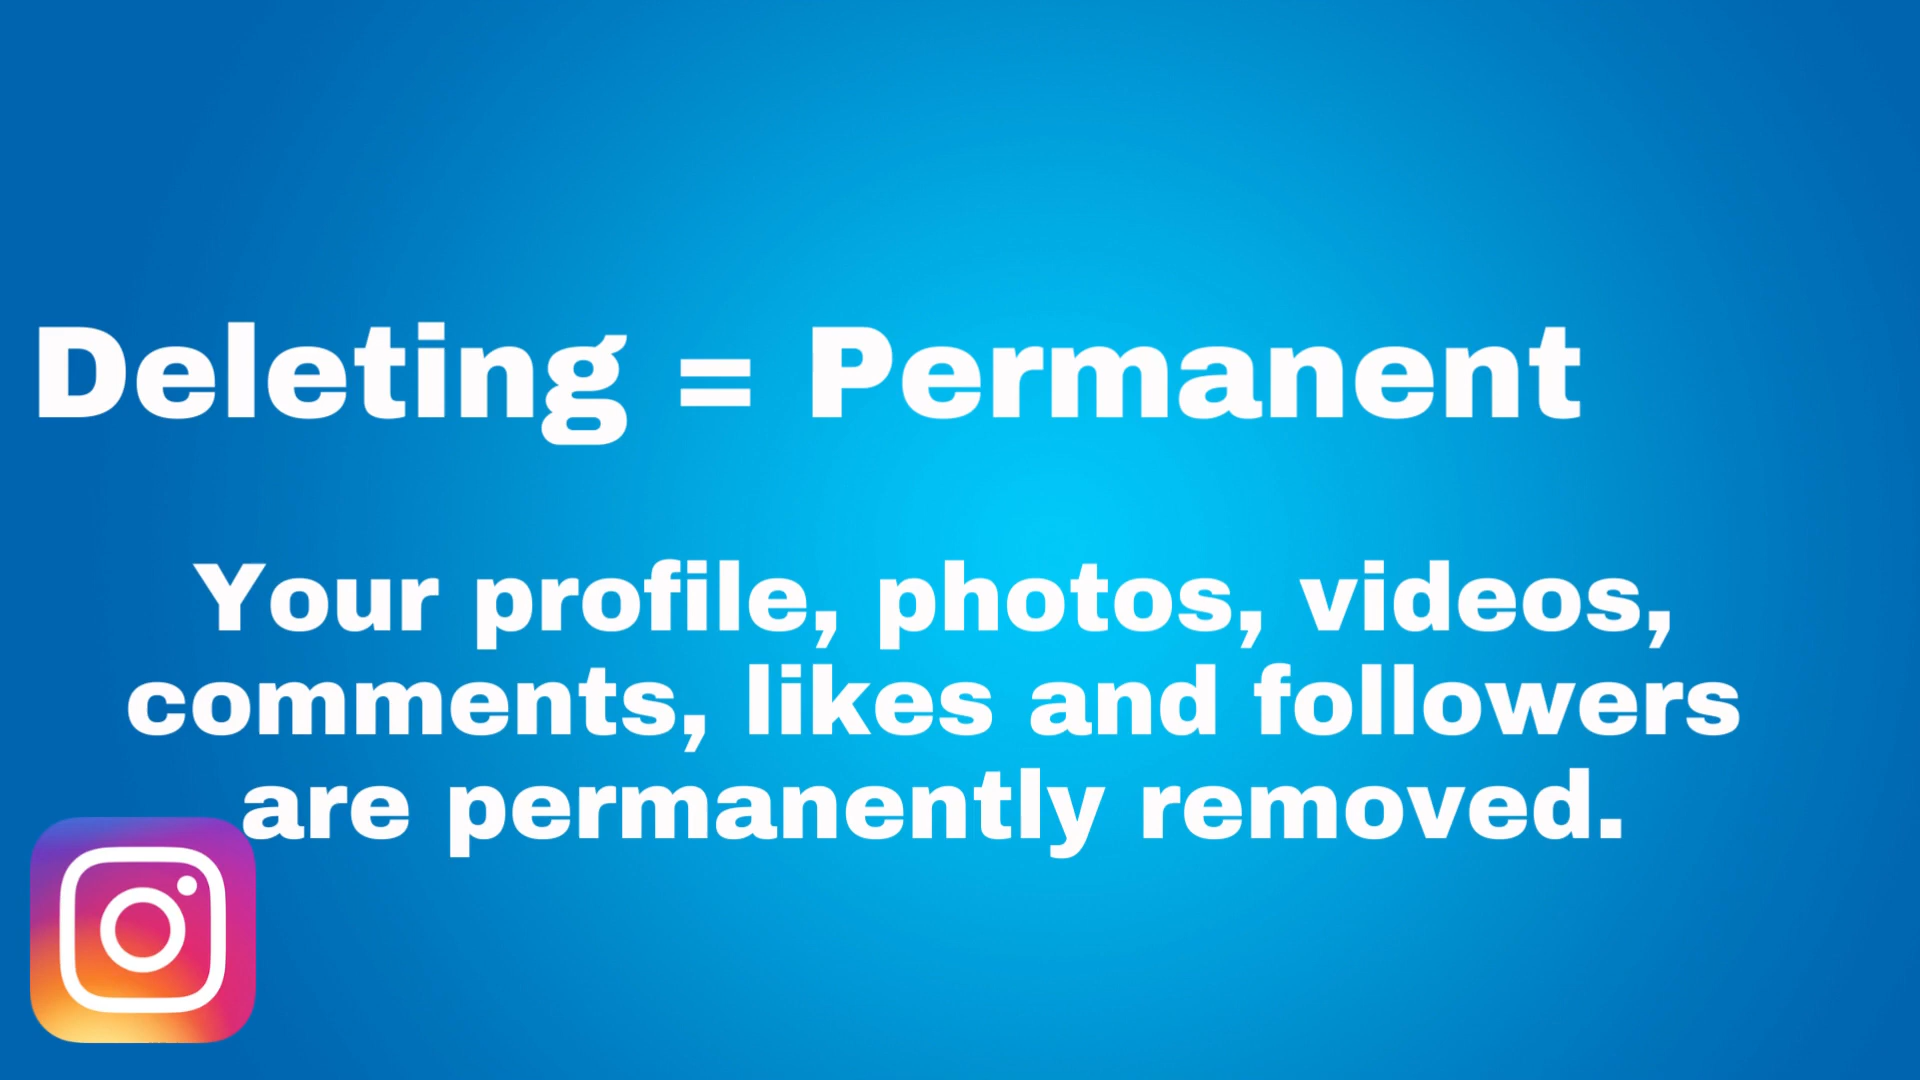 Deleting = Permanent
Your profile, photos, videos,
comments, likes and followers
are permanently removed.